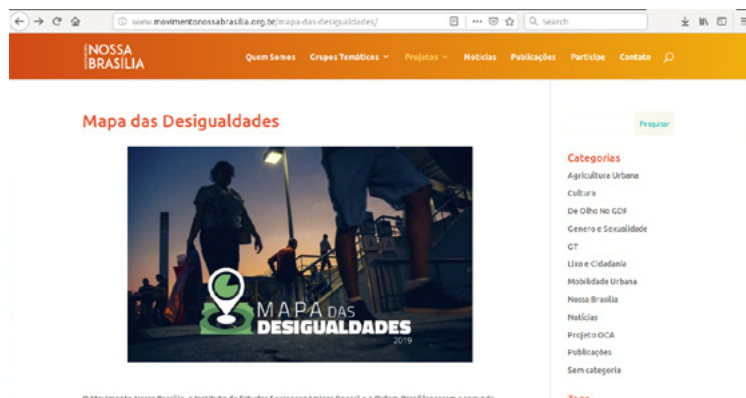 www.movimentonossabrasilia.org.br/mapa-das-desigualdades/
Search
NOSSA
BRASÍLIA
Quem Somos Grupos Temáticos Projetos Notícias Publicações Participe Contato
Mapa das Desigualdades
Pesquisar
MAPA DAS
DESIGUALDADES
2019
Categorias
Agricultura Urbana
Cultura
De Olho No GDF
Genero e Sexualidade
GT
Lixo e Cidadania
Mobilidade Urbana
Nossa Brasília
Notícias
Projeto OCA
Publicações
Sem categoria